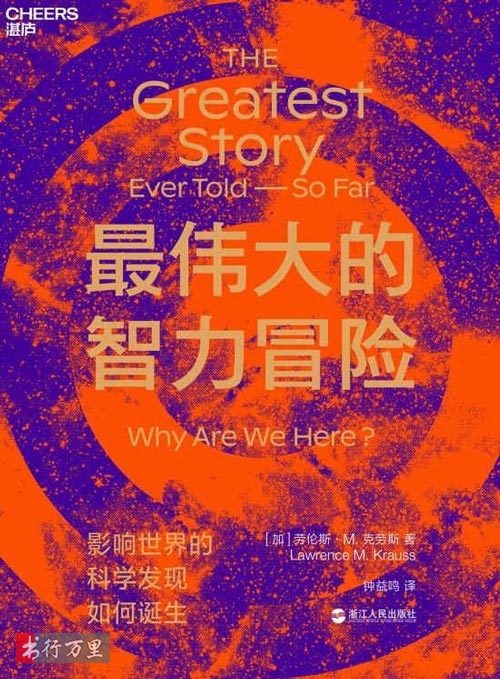 CHEERS
湛庐
THE
Greatest
Story
Ever Told — So Far
最伟大的
智力冒险
Why Are We Here?
[加] 劳伦斯·M. 克劳斯 著
Lawrence M. Krauss
影响世界的
科学发现
如何诞生
钟益鸣 译
浙江人民出版社
书行万里